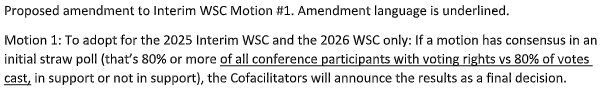 Proposed amendment to Interim WSC Motion #1. Amendment language is underlined.
Motion 1: To adopt for the 2025 Interim WSC and the 2026 WSC only: If a motion has consensus in an
initial straw poll (that's 80% or more of all conference participants with voting rights vs 80% of votes
cast, in support or not in support), the Cofacilitators will announce the results as a final decision.